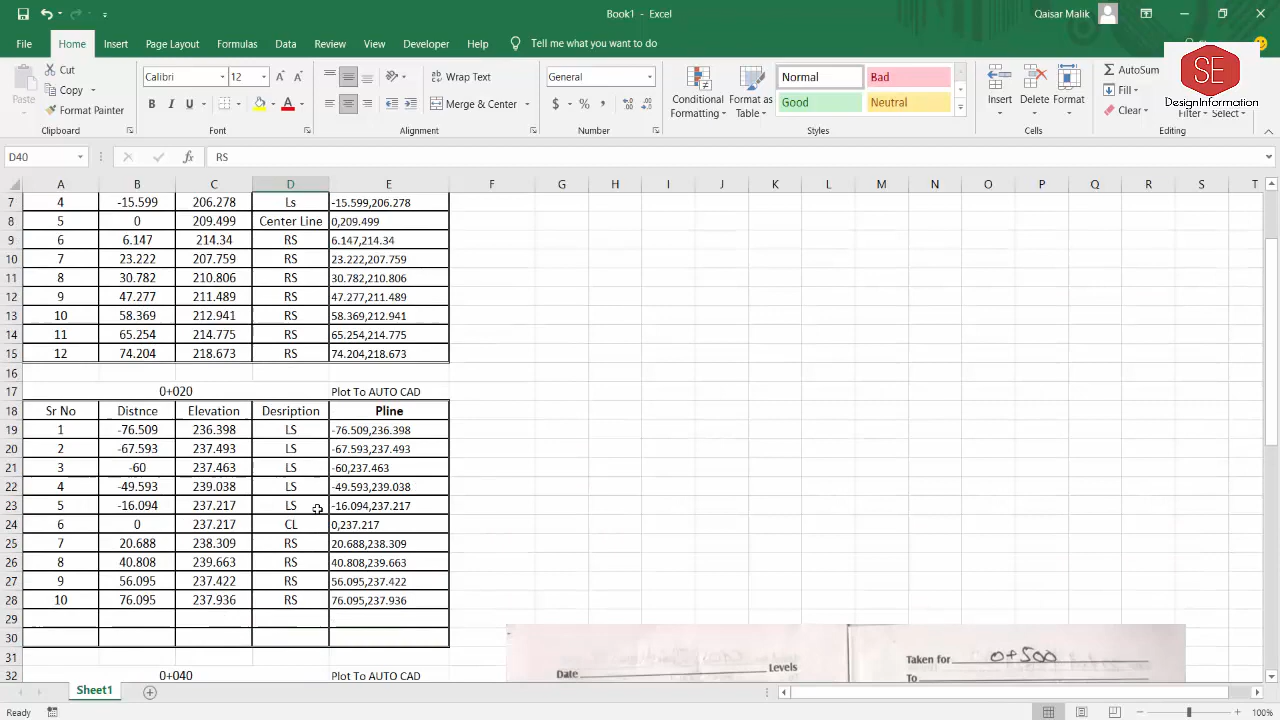 Book1 - Excel
Qaisar Malik
File Home Insert Page Layout Formulas Data Review View Developer Help Tell me what you want to do
SE
DesignInformation
Paste
Cut
Copy
Format Painter
Clipboard
Calibri 12
B I U
Font
Wrap Text
Merge & Center
Alignment
General
$ % ,
Number
Conditional Formatting
Format as Table
Normal Bad
Good Neutral
Styles
Insert Delete Format
Cells
AutoSum
Fill
Clear
Filter Select
Editing
D40 fx RS
A B C D E F G H I J K L M N O P Q R S T
7 4 -15.599 206.278 Ls -15.599,206.278
8 5 0 209.499 Center Line 0,209.499
9 6 6.147 214.34 RS 6.147,214.34
10 7 23.222 207.759 RS 23.222,207.759
11 8 30.782 210.806 RS 30.782,210.806
12 9 47.277 211.489 RS 47.277,211.489
13 10 58.369 212.941 RS 58.369,212.941
14 11 65.254 214.775 RS 65.254,214.775
15 12 74.204 218.673 RS 74.204,218.673
16
17 0+020 Plot To AUTO CAD
18 Sr No Distnce Elevation Desription Pline
19 1 -76.509 236.398 LS -76.509,236.398
20 2 -67.593 237.493 LS -67.593,237.493
21 3 -60 237.463 LS -60,237.463
22 4 -49.593 239.038 LS -49.593,239.038
23 5 -16.094 237.217 LS -16.094,237.217
24 6 0 237.217 CL 0,237.217
25 7 20.688 238.309 RS 20.688,238.309
26 8 40.808 239.663 RS 40.808,239.663
27 9 56.095 237.422 RS 56.095,237.422
28 10 76.095 237.936 RS 76.095,237.936
29
30
31
32 0+040 Plot To AUTO CAD
Date Levels
Taken for 0+500
To
Sheet1
Ready
100%